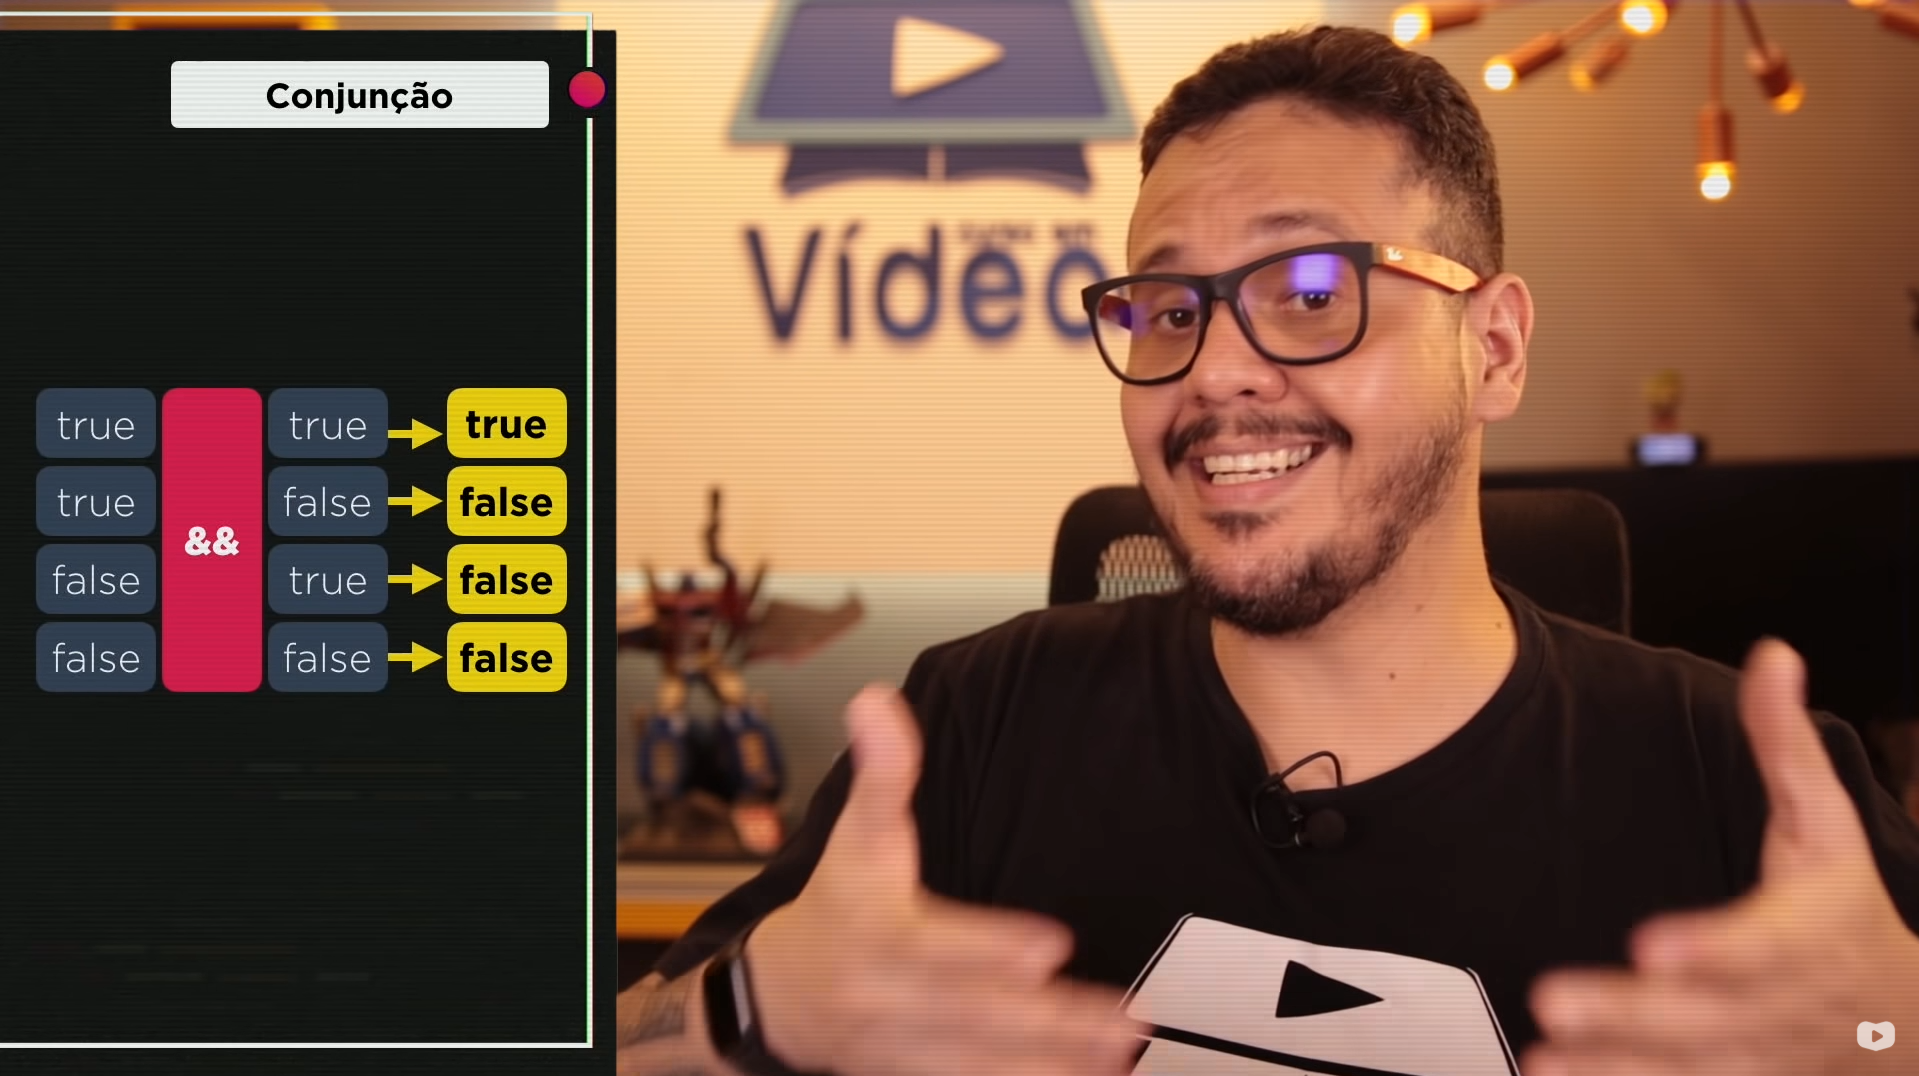 Conjunção
true && true true
true false false
false true false
false false false
Vídeo